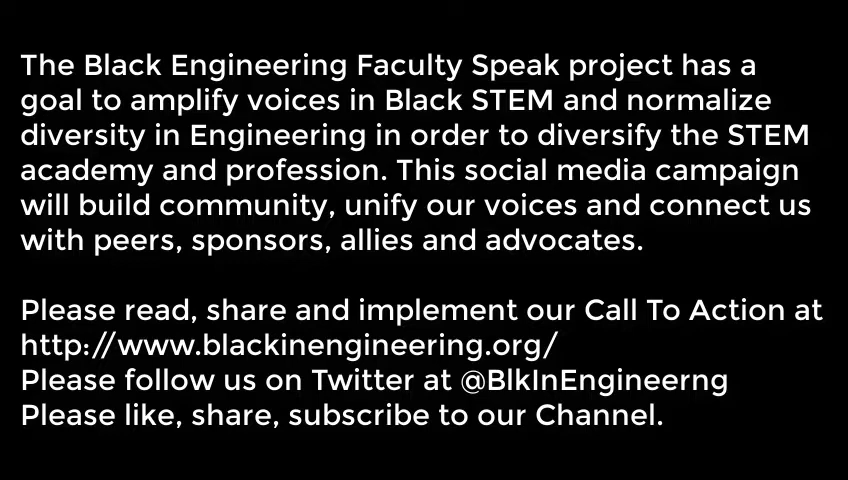 The Black Engineering Faculty Speak project has a
goal to amplify voices in Black STEM and normalize
diversity in Engineering in order to diversify the STEM
academy and profession. This social media campaign
will build community, unify our voices and connect us
with peers, sponsors, allies and advocates.
Please read, share and implement our Call To Action at
http://www.blackinengineering.org/
Please follow us on Twitter at @BlkInEngineerng
Please like, share, subscribe to our Channel.